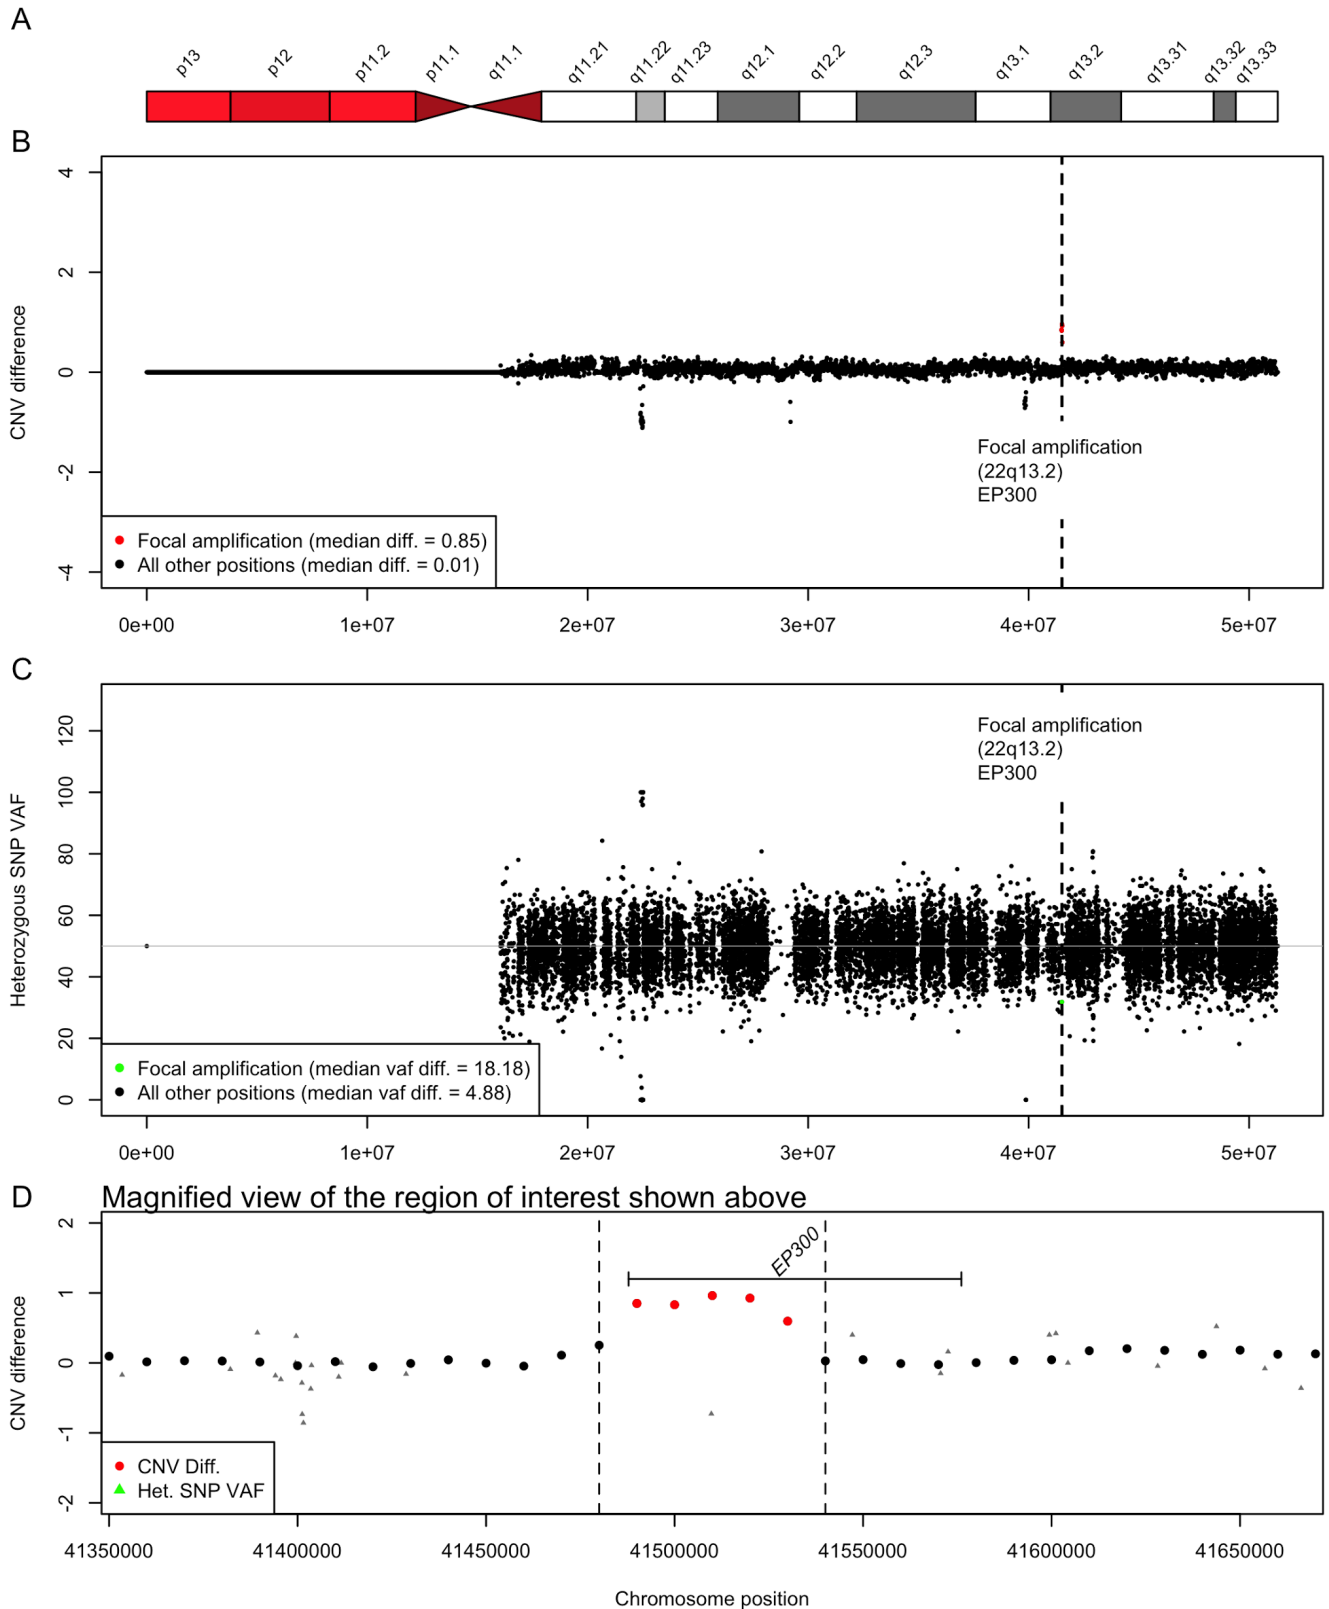 A
p13 p12 p11.2 p11.1 q11.1 q11.21 q11.22 q11.23 q12.1 q12.2 q12.3 q13.1 q13.2 q13.31 q13.32 q13.33
B
CNV difference
4
2
0
-2
-4
Focal amplification
(22q13.2)
EP300
Focal amplification (median diff. = 0.85)
All other positions (median diff. = 0.01)
0e+00 1e+07 2e+07 3e+07 4e+07 5e+07
C
Heterozygous SNP VAF
120
100
80
60
40
20
0
Focal amplification
(22q13.2)
EP300
Focal amplification (median vaf diff. = 18.18)
All other positions (median vaf diff. = 4.88)
0e+00 1e+07 2e+07 3e+07 4e+07 5e+07
D Magnified view of the region of interest shown above
CNV difference
2
1
0
-1
-2
EP300
CNV Diff.
Het. SNP VAF
41350000 41400000 41450000 41500000 41550000 41600000 41650000
Chromosome position